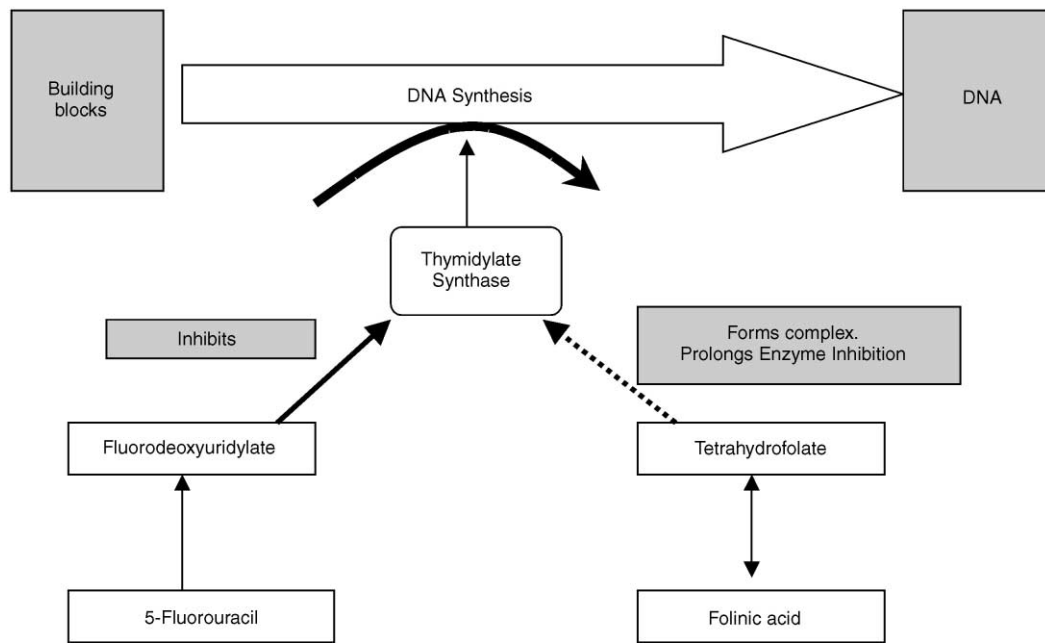 Building
blocks
DNA Synthesis
DNA
Thymidylate
Synthase
Inhibits
Forms complex.
Prolongs Enzyme Inhibition
Fluorodeoxyuridylate
Tetrahydrofolate
5-Fluorouracil
Folinic acid